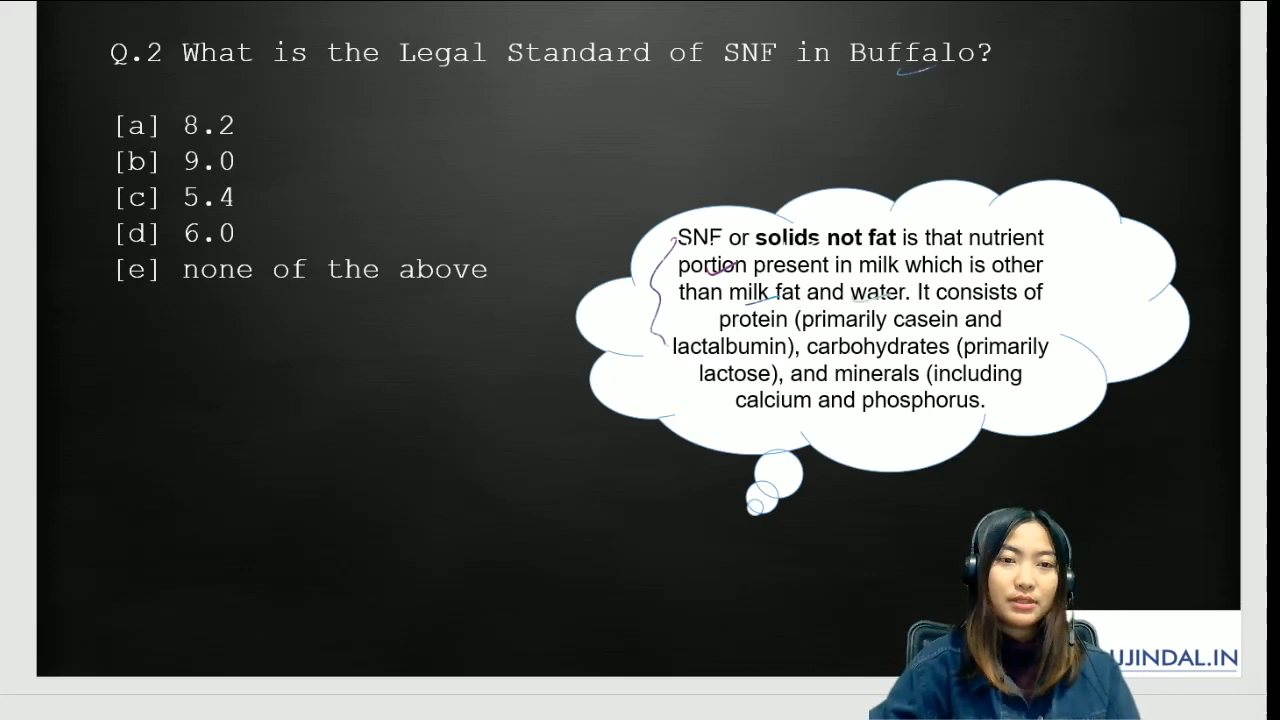 Q.2 What is the Legal Standard of SNF in Buffalo?
[a] 8.2
[b] 9.0
[c] 5.4
[d] 6.0
[e] none of the above
SNF or solids not fat is that nutrient
portion present in milk which is other
than milk fat and water. It consists of
protein (primarily casein and
lactalbumin), carbohydrates (primarily
lactose), and minerals (including
calcium and phosphorus.
UJINDAL.IN